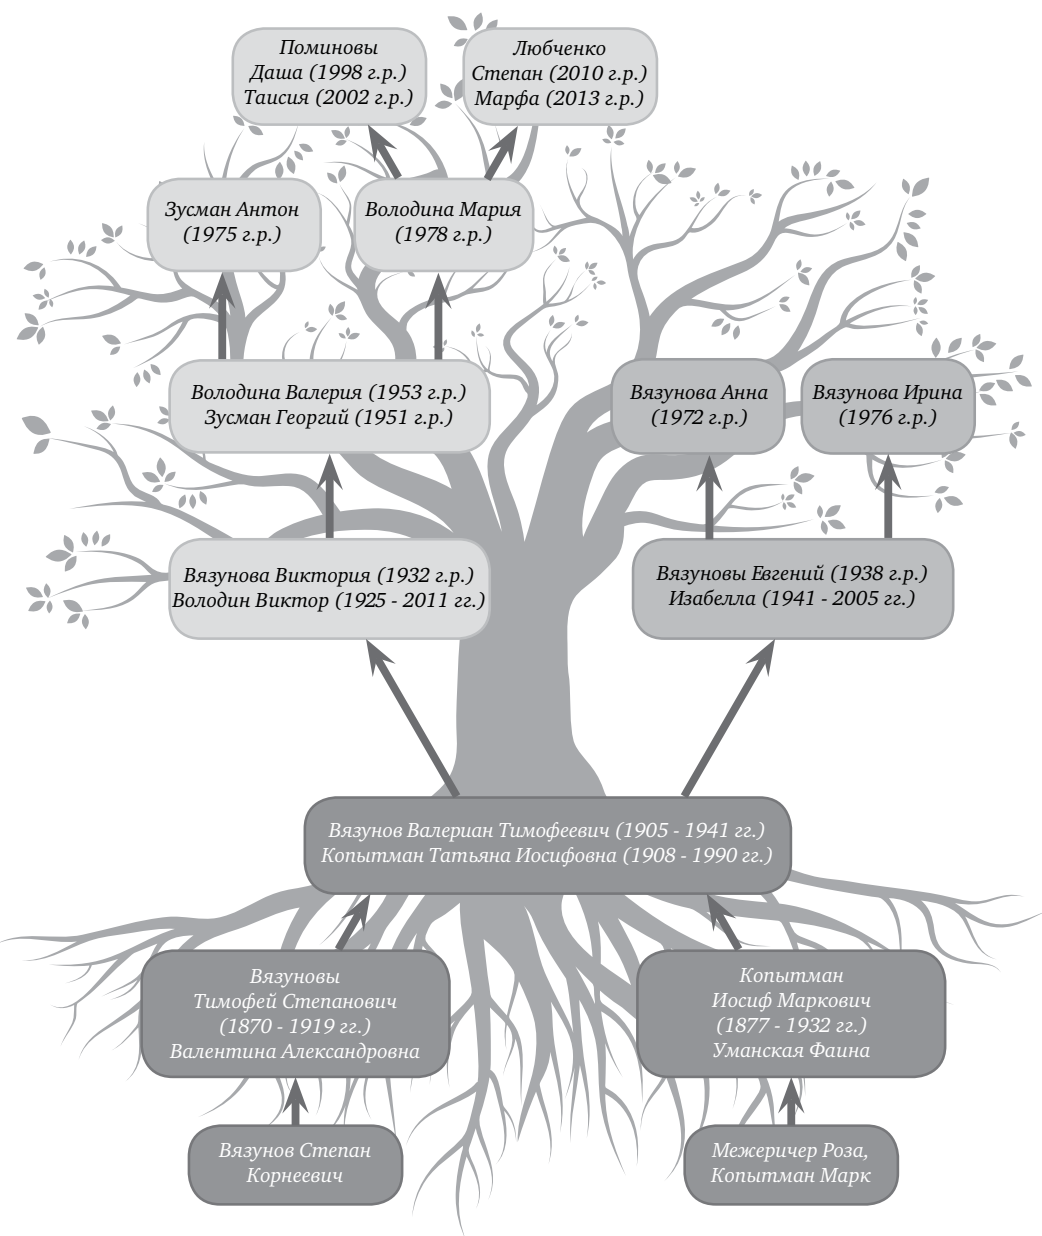 Поминовы
Даша (1998 г.р.)
Таисия (2002 г.р.)
Любченко
Степан (2010 г.р.)
Марфа (2013 г.р.)
Зусман Антон
(1975 г.р.)
Володина Мария
(1978 г.р.)
Володина Валерия (1953 г.р.)
Зусман Георгий (1951 г.р.)
Вязунова Анна
(1972 г.р.)
Вязунова Ирина
(1976 г.р.)
Вязунова Виктория (1932 г.р.)
Володин Виктор (1925 - 2011 гг.)
Вязуновы Евгений (1938 г.р.)
Изабелла (1941 - 2005 гг.)
Вязунов Валериан Тимофеевич (1905 - 1941 гг.)
Копытман Татьяна Иосифовна (1908 - 1990 гг.)
Вязуновы
Тимофей Степанович
(1870 - 1919 гг.)
Валентина Александровна
Копытман
Иосиф Маркович
(1877 - 1932 гг.)
Уманская Фаина
Вязунов Степан
Корнеевич
Межеричер Роза,
Копытман Марк